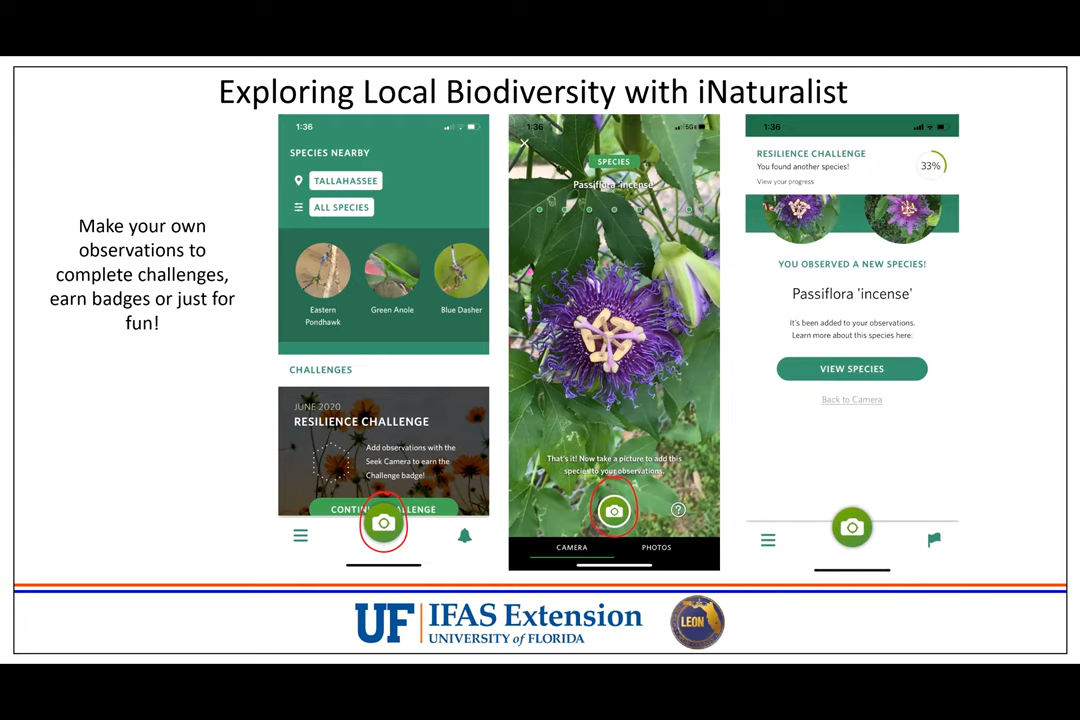 Exploring Local Biodiversity with iNaturalist
Make your own
observations to
complete challenges,
earn badges or just for
fun!
1:36
SPECIES NEARBY
TALLAHASSEE
ALL SPECIES
Eastern
Pondhawk
Green Anole
Blue Dasher
CHALLENGES
JUNE 2020
RESILIENCE CHALLENGE
Add observations with the
Seek Camera to earn the
Challenge badge!
1:36
5G
SPECIES
Passiflora 'incense'
That's it! Now take a picture to add this
species to your observations.
?
CAMERA
PHOTOS
1:36
RESILIENCE CHALLENGE
You found another species!
View your progress
33%
YOU OBSERVED A NEW SPECIES!
Passiflora 'incense'
It's been added to your observations.
Learn more about this species here:
VIEW SPECIES
Back to Camera
UF IFAS Extension
UNIVERSITY of FLORIDA
LEON